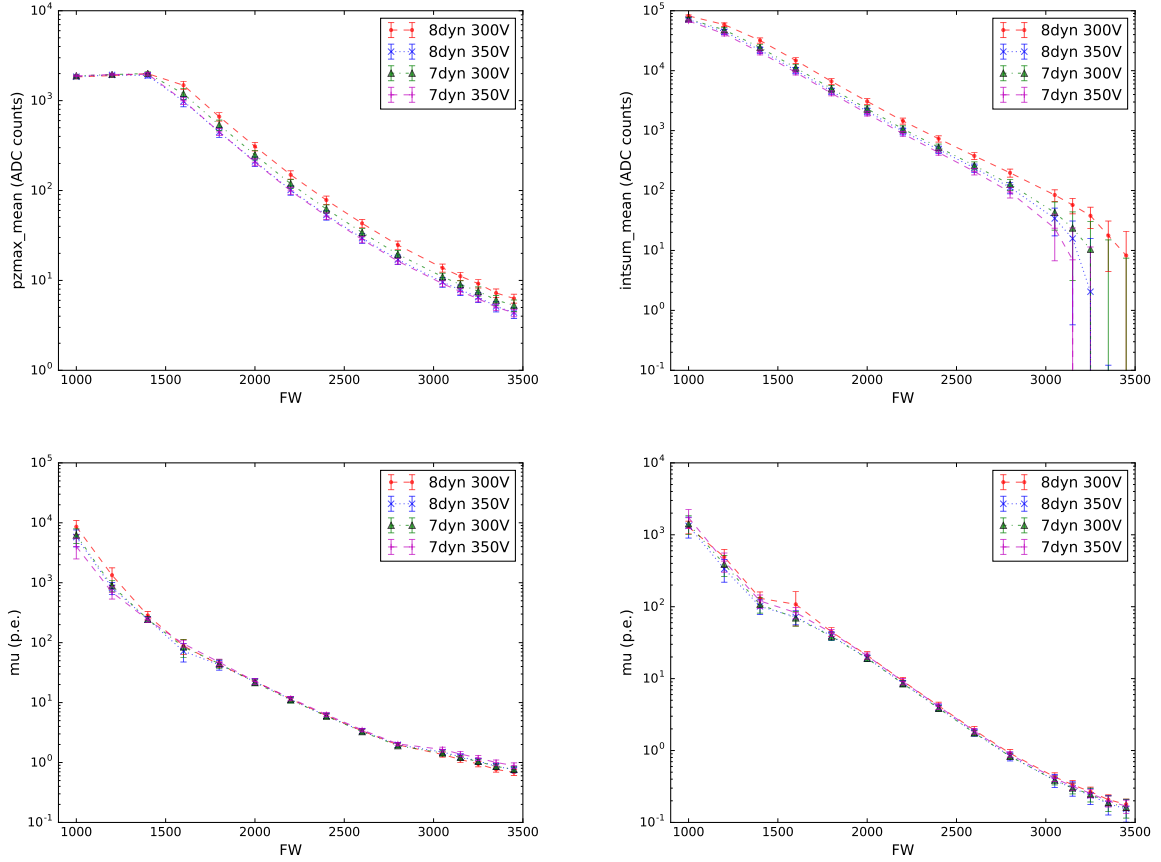 10^4
10^3
10^2
10^1
10^0
pzmax_mean (ADC counts)
1000 1500 2000 2500 3000 3500
FW
8dyn 300V
8dyn 350V
7dyn 300V
7dyn 350V
10^5
10^4
10^3
10^2
10^1
10^0
10^-1
intsum_mean (ADC counts)
1000 1500 2000 2500 3000 3500
FW
8dyn 300V
8dyn 350V
7dyn 300V
7dyn 350V
10^5
10^4
10^3
10^2
10^1
10^0
10^-1
mu (p.e.)
1000 1500 2000 2500 3000 3500
FW
8dyn 300V
8dyn 350V
7dyn 300V
7dyn 350V
10^4
10^3
10^2
10^1
10^0
10^-1
mu (p.e.)
1000 1500 2000 2500 3000 3500
FW
8dyn 300V
8dyn 350V
7dyn 300V
7dyn 350V